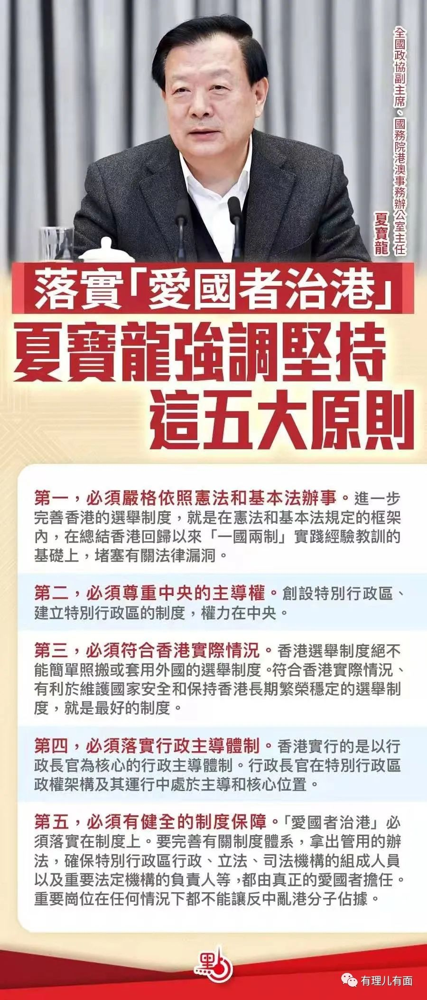 全國政協副主席、國務院港澳事務辦公室主任
夏寶龍
落實「愛國者治港」
夏寶龍強調堅持
這五大原則
第一，必須嚴格依照憲法和基本法辦事。進一步
完善香港的選舉制度，就是在憲法和基本法規定的框架
內，在總結香港回歸以來「一國兩制」實踐經驗教訓的
基礎上，堵塞有關法律漏洞。
第二，必須尊重中央的主導權。創設特別行政區、
建立特別行政區的制度，權力在中央。
第三，必須符合香港實際情況。香港選舉制度絕不
能簡單照搬或套用外國的選舉制度。符合香港實際情況、
有利於維護國家安全和保持香港長期繁榮穩定的選舉制
度，就是最好的制度。
第四，必須落實行政主導體制。香港實行的是以行
政長官為核心的行政主導體制。行政長官在特別行政區
政權架構及其運行中處於主導和核心位置。
第五，必須有健全的制度保障。「愛國者治港」必
須落實在制度上。要完善有關制度體系，拿出管用的辦
法，確保特別行政區行政、立法、司法機構的組成人員
以及重要法定機構的負責人等，都由真正的愛國者擔任。
重要崗位在任何情況下都不能讓反中亂港分子佔據。
點
有理儿有面